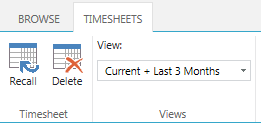 BROWSE TIMESHEETS
View:
Current + Last 3 Months
Recall Delete
Timesheet Views